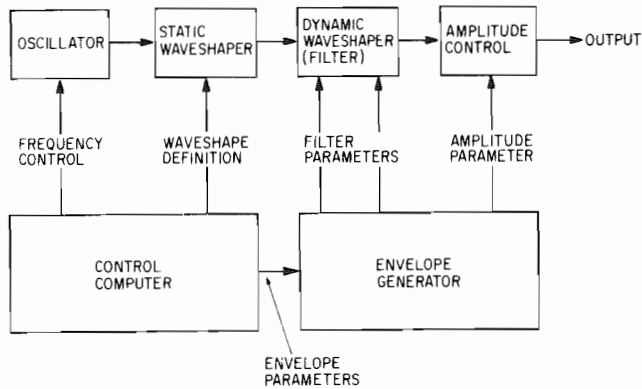 OSCILLATOR
STATIC
WAVESHAPER
DYNAMIC
WAVESHAPER
(FILTER)
AMPLITUDE
CONTROL
OUTPUT
FREQUENCY
CONTROL
WAVESHAPE
DEFINITION
FILTER
PARAMETERS
AMPLITUDE
PARAMETER
CONTROL
COMPUTER
ENVELOPE
GENERATOR
ENVELOPE
PARAMETERS